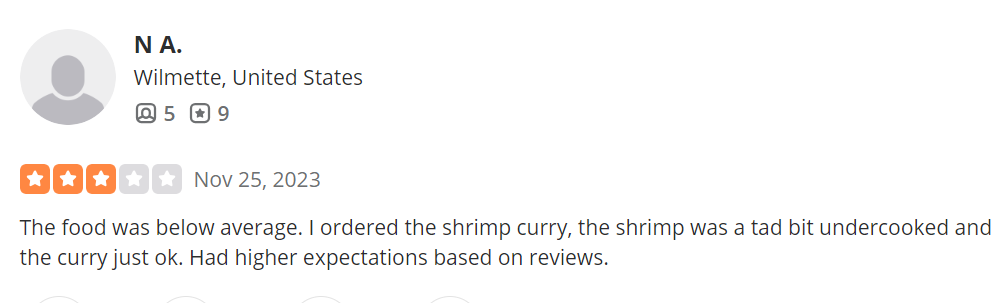 N A.
Wilmette, United States
5 9
Nov 25, 2023
The food was below average. I ordered the shrimp curry, the shrimp was a tad bit undercooked and
the curry just ok. Had higher expectations based on reviews.